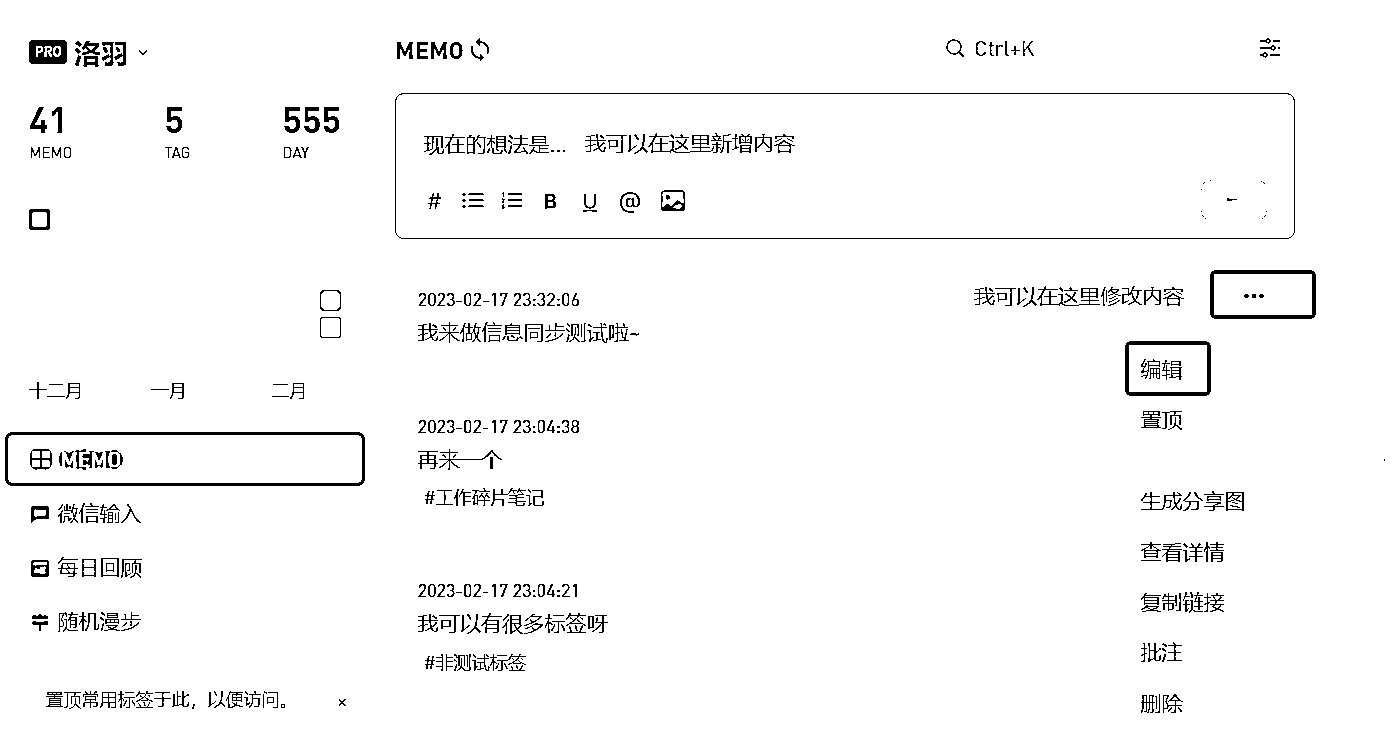 PRO 洛羽
41 5 555
MEMO TAG DAY
十二月 一月 二月
MEMO
微信输入
每日回顾
随机漫步
置顶常用标签于此，以便访问。 ×
MEMO
Ctrl+K
现在的想法是... 我可以在这里新增内容
# B U @
2023-02-17 23:32:06
我来做信息同步测试啦~
2023-02-17 23:04:38
再来一个
#工作碎片笔记
2023-02-17 23:04:21
我可以有很多标签呀
#非测试标签
我可以在这里修改内容 •••
编辑
置顶
生成分享图
查看详情
复制链接
批注
删除